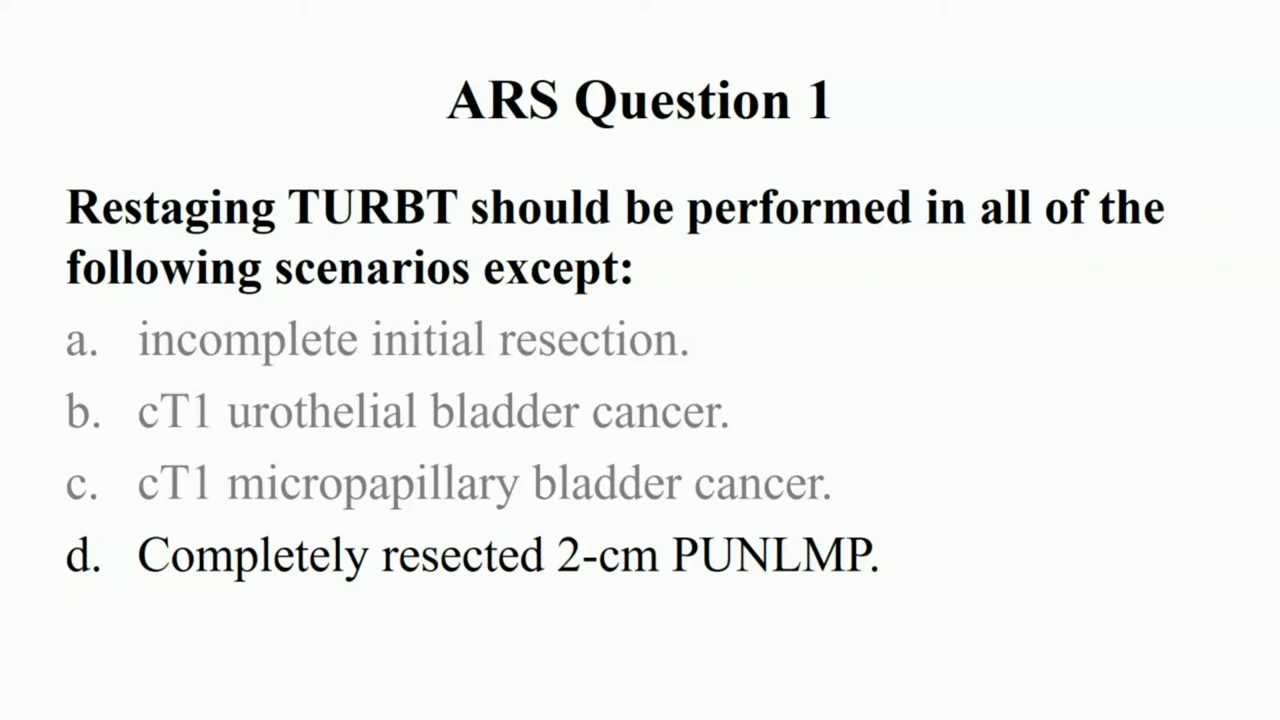 ARS Question 1
Restaging TURBT should be performed in all of the
following scenarios except:
a. incomplete initial resection.
b. cT1 urothelial bladder cancer.
c. cT1 micropapillary bladder cancer.
d. Completely resected 2-cm PUNLMP.